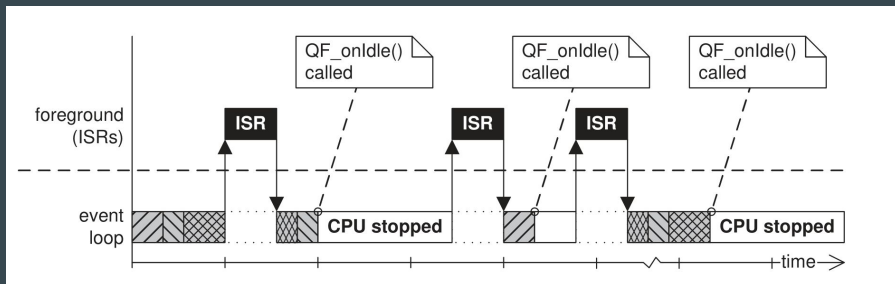 QF_onIdle()
called
QF_onIdle()
called
QF_onIdle()
called
foreground
(ISRs)
ISR
ISR
ISR
event
loop
CPU stopped
CPU stopped
time